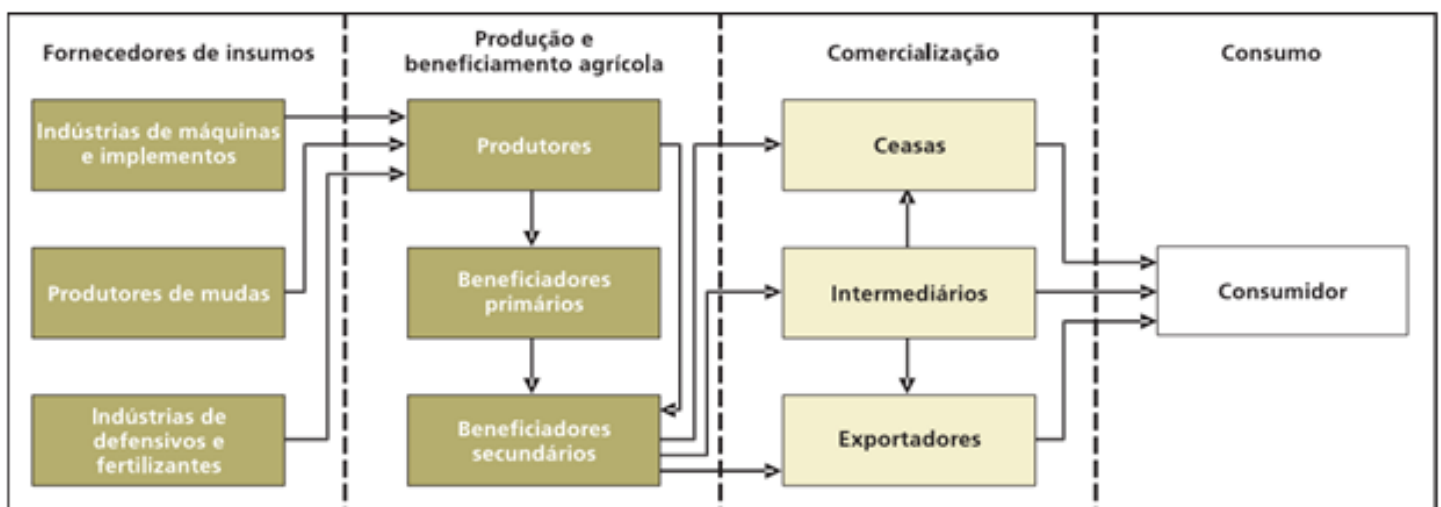 Fornecedores de insumos
Produção e
beneficiamento agrícola
Comercialização
Consumo
Indústrias de máquinas
e implementos
Produtores
Ceasas
Produtores de mudas
Beneficiadores
primários
Intermediários
Consumidor
Indústrias de
defensivos e
fertilizantes
Beneficiadores
secundários
Exportadores